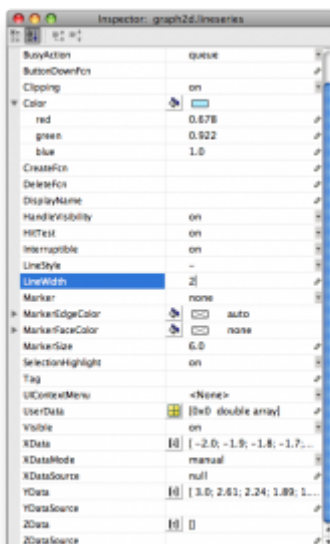 Inspector: graph2d.lineseries
BusyAction queue
ButtonDownFcn
Clipping on
Color
red 0.678
green 0.922
blue 1.0
CreateFcn
DeleteFcn
DisplayName
HandleVisibility on
HitTest on
Interruptible on
LineStyle -
LineWidth 2
Marker none
MarkerEdgeColor auto
MarkerFaceColor none
MarkerSize 6.0
SelectionHighlight on
Tag
UIContextMenu <None>
UserData [0x0 double array]
Visible on
XData [ -2.0; -1.9; -1.8; -1.7;...
XDataMode manual
XDataSource null
YData [ 3.0; 2.61; 2.24; 1.89; 1....
YDataSource
ZData []
ZDataSource